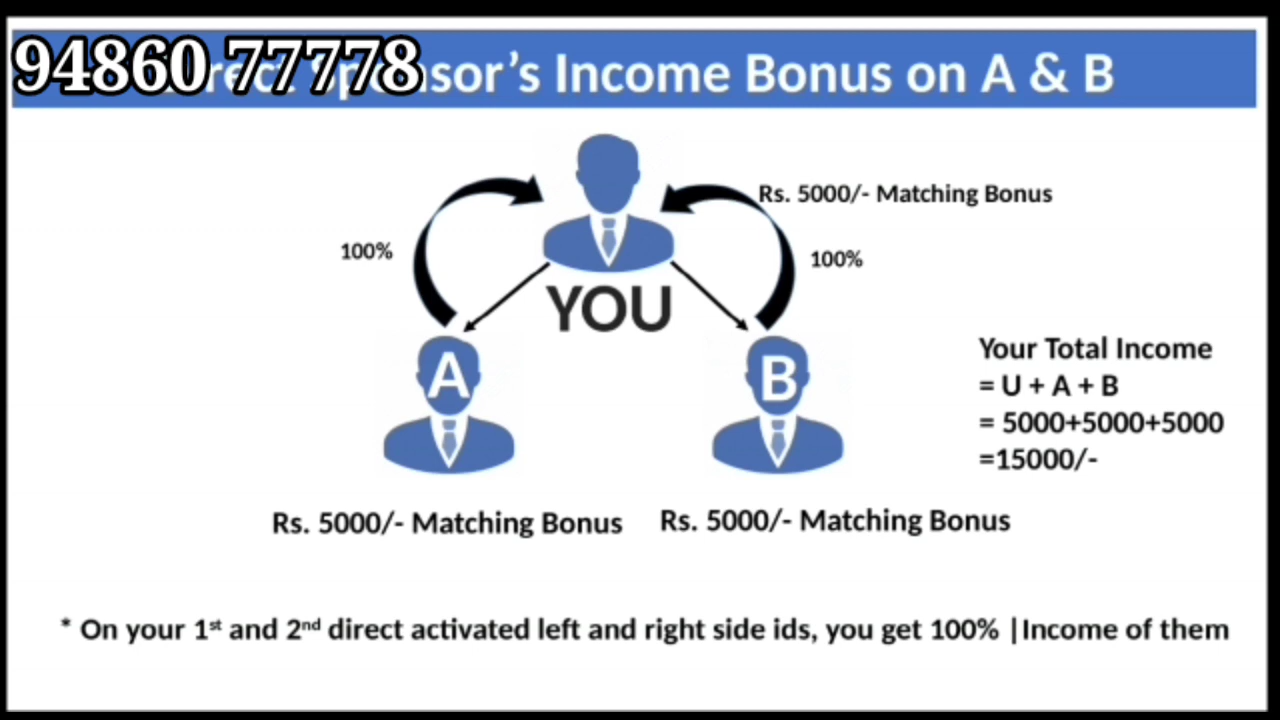 94860 77778
Sponsor's Income Bonus on A & B
Rs. 5000/- Matching Bonus
100%
100%
YOU
A
B
Your Total Income
= U + A + B
= 5000+5000+5000
=15000/-
Rs. 5000/- Matching Bonus
Rs. 5000/- Matching Bonus
* On your 1st and 2nd direct activated left and right side ids, you get 100% |Income of them